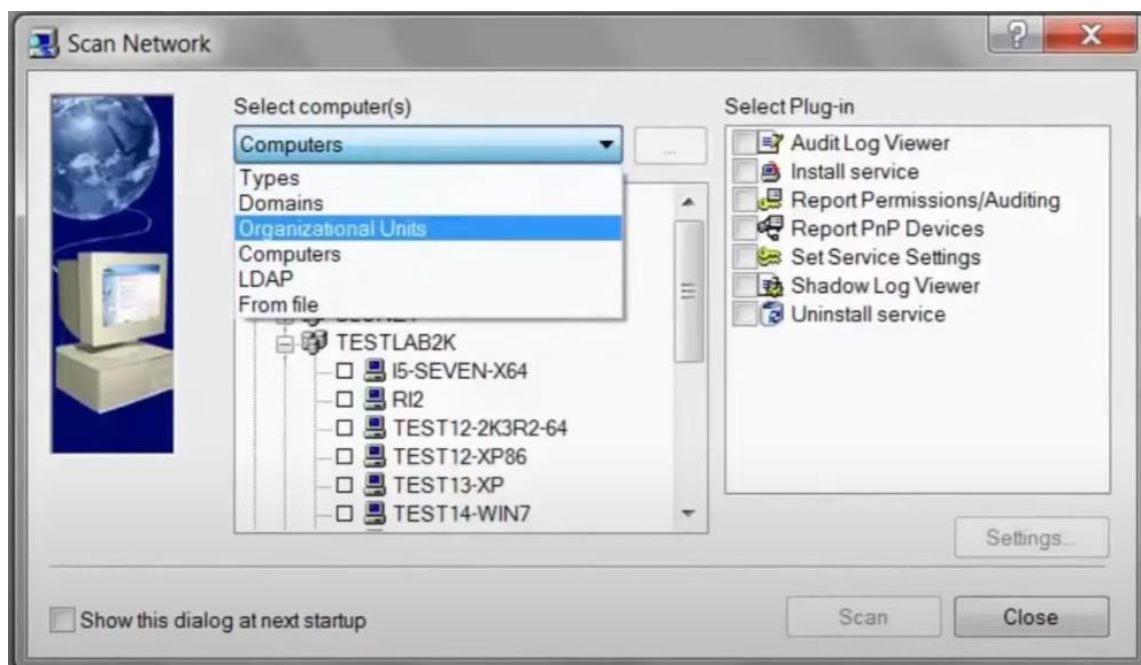 Scan Network
Select computer(s)
Computers
...
Types
Domains
Organizational Units
Computers
LDAP
From file
TESTLAB2K
I5-SEVEN-X64
RI2
TEST12-2K3R2-64
TEST12-XP86
TEST13-XP
TEST14-WIN7
Select Plug-in
Audit Log Viewer
Install service
Report Permissions/Auditing
Report PnP Devices
Set Service Settings
Shadow Log Viewer
Uninstall service
Settings...
Show this dialog at next startup
Scan
Close